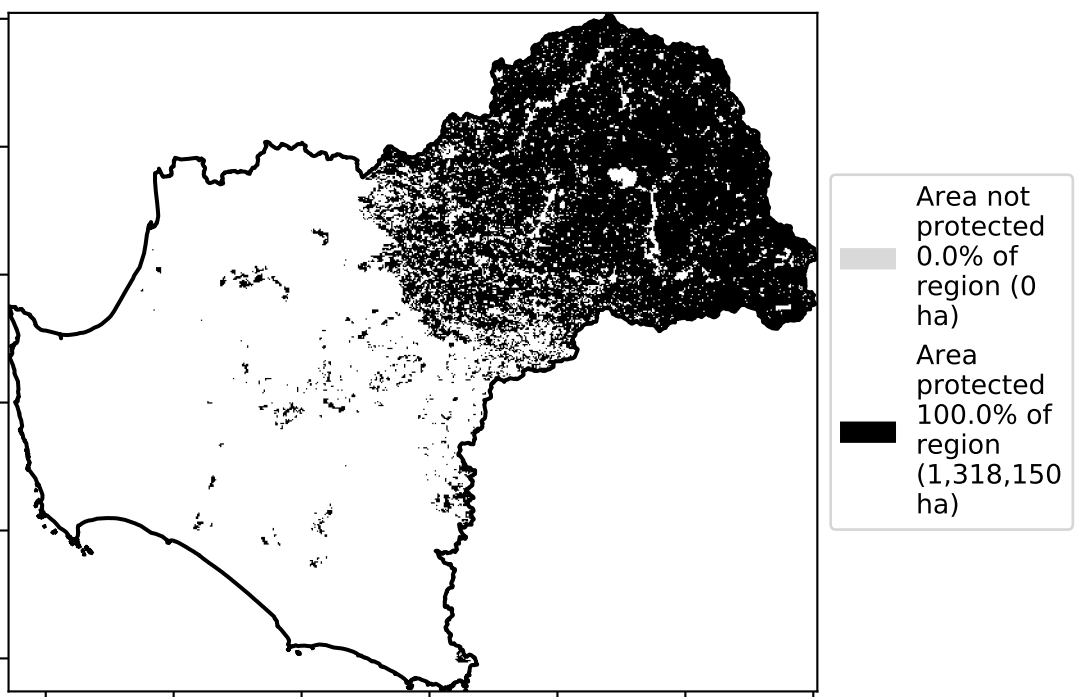 Area not
protected
0.0% of
region (0
ha)
Area
protected
100.0% of
region
(1,318,150
ha)